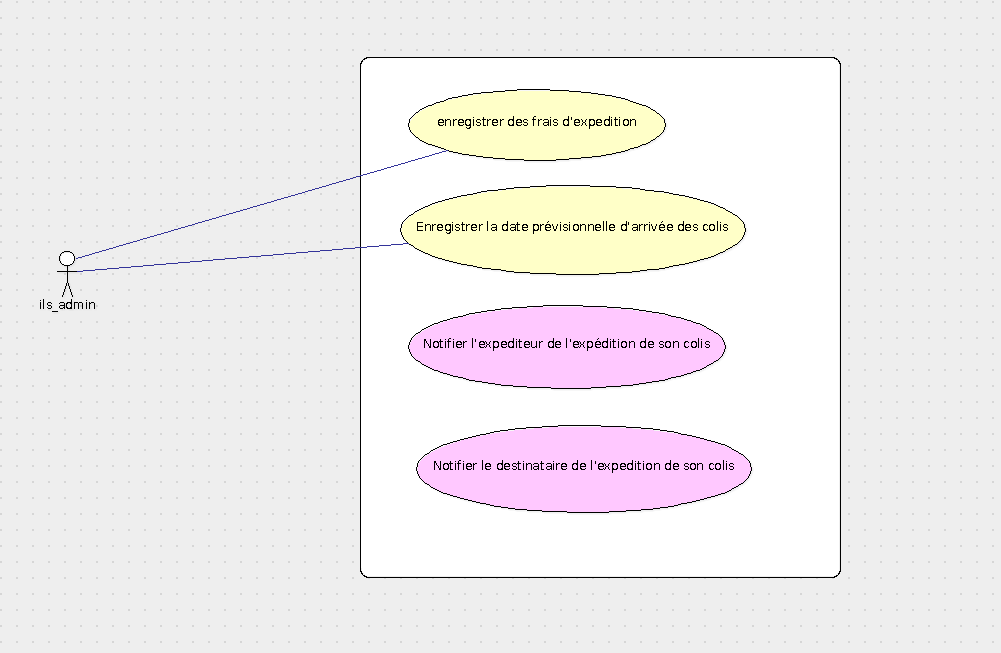 enregistrer des frais d'expedition
Enregistrer la date prévisionnelle d'arrivée des colis
ils_admin
Notifier l'expediteur de l'expédition de son colis
Notifier le destinataire de l'expedition de son colis